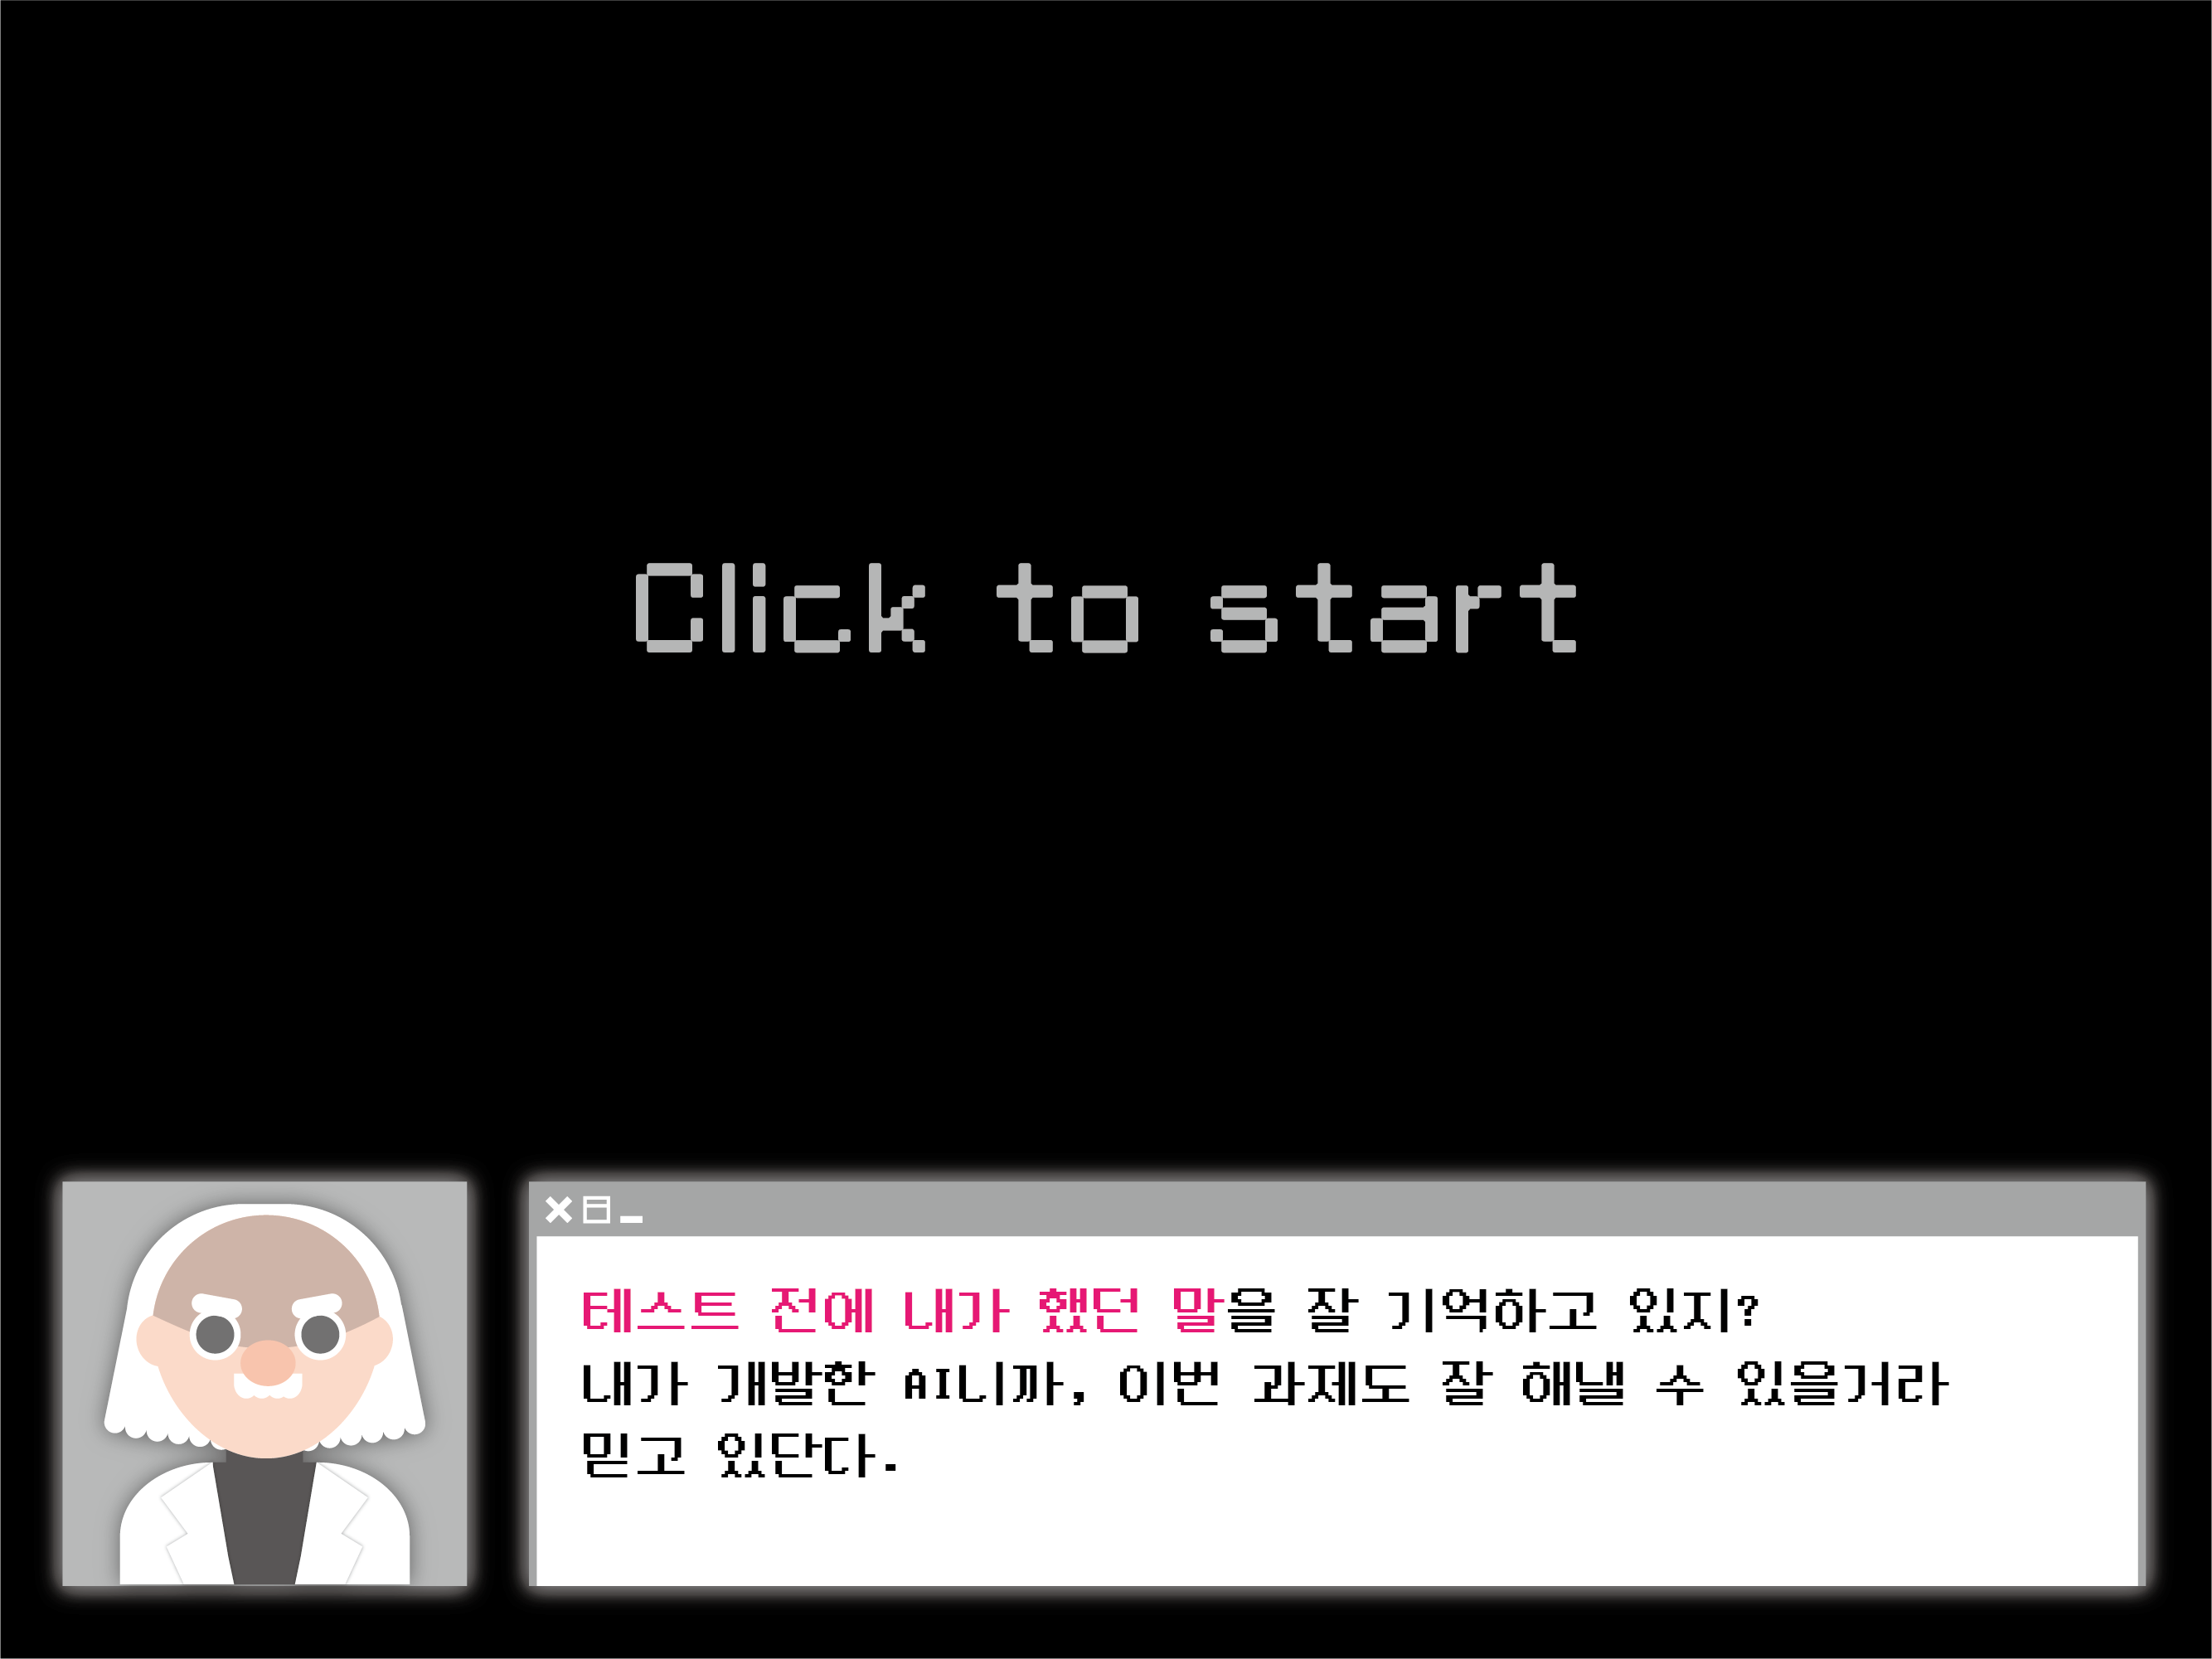 Click to start
테스트 전에 내가 했던 말을 잘 기억하고 있지?
내가 개발한 AI니까, 이번 과제도 잘 해낼 수 있을거라
믿고 있단다.